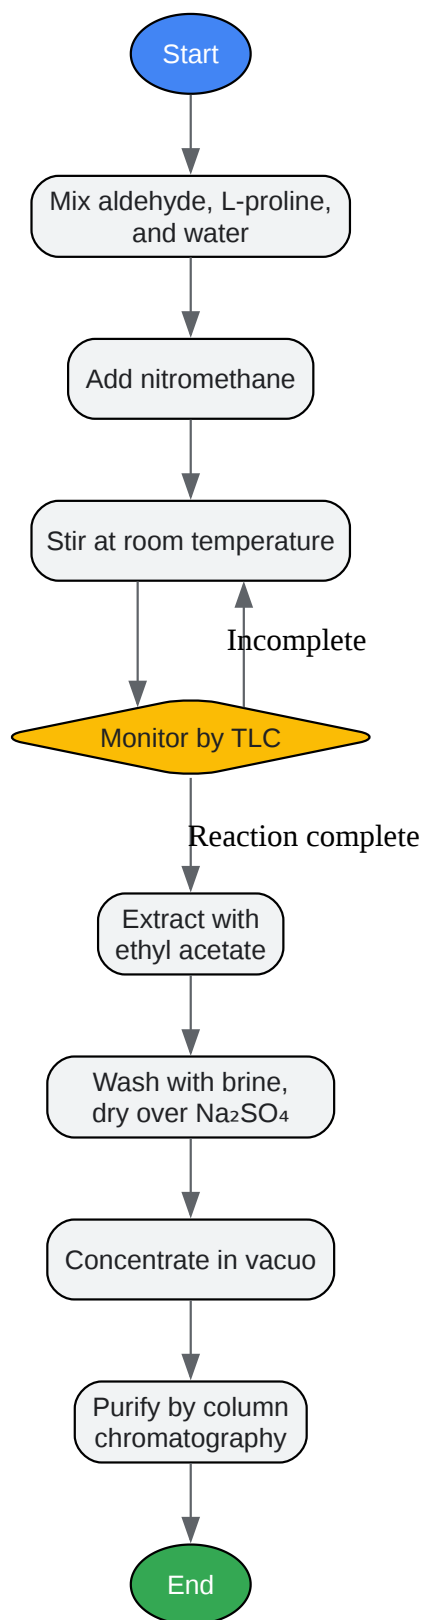 Start
Mix aldehyde, L-proline,
and water
Add nitromethane
Stir at room temperature
Incomplete
Monitor by TLC
Reaction complete
Extract with
ethyl acetate
Wash with brine,
dry over Na₂SO₄
Concentrate in vacuo
Purify by column
chromatography
End